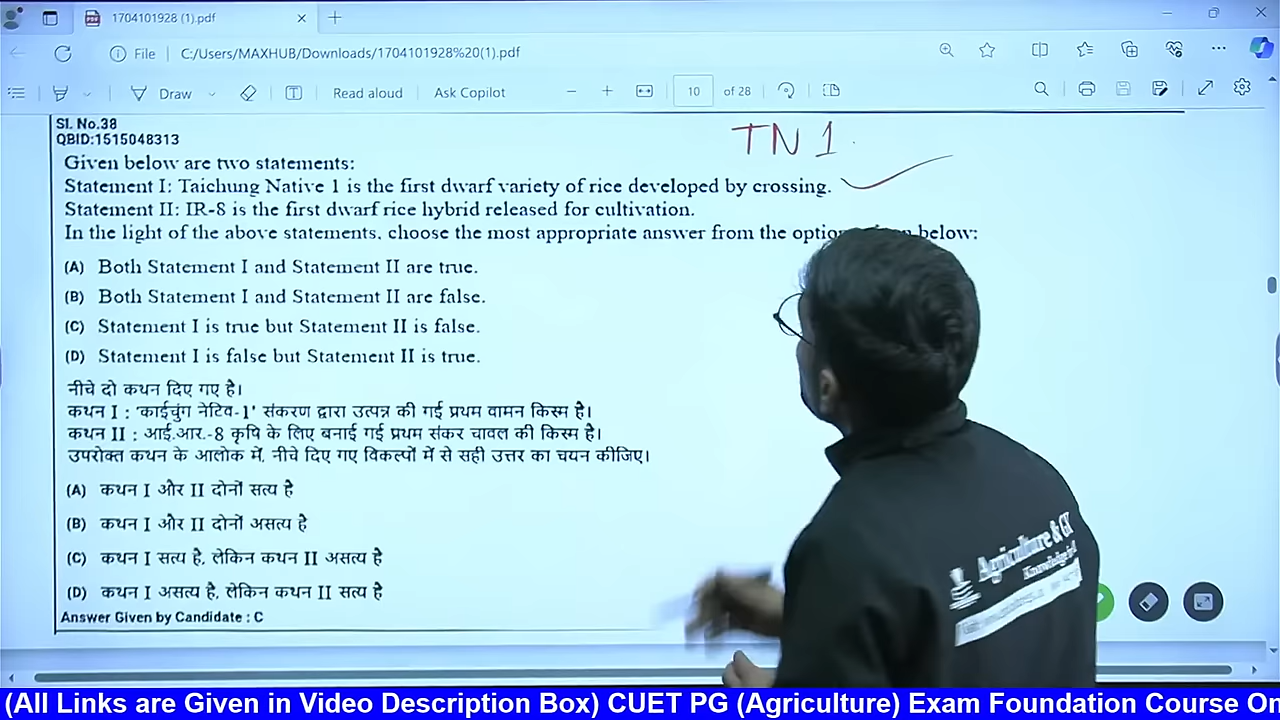 1704101928 (1).pdf
File
C:/Users/MAXHUB/Downloads/1704101928%20(1).pdf
Draw
Read aloud
Ask Copilot
10
of 28
Sl. No.38
QBID:1515048313
TN 1
Given below are two statements:
Statement I: Taichung Native 1 is the first dwarf variety of rice developed by crossing.
Statement II: IR-8 is the first dwarf rice hybrid released for cultivation.
In the light of the above statements, choose the most appropriate answer from the below:
(A) Both Statement I and Statement II are true.
(B) Both Statement I and Statement II are false.
(C) Statement I is true but Statement II is false.
(D) Statement I is false but Statement II is true.
नीचे दो कथन दिए गए है।
कथन I : 'काईचुंग नेटिव-1' संकरण द्वारा उत्पन्न की गई प्रथम वामन किस्म है।
कथन II : आई.आर.-8 कृषि के लिए बनाई गई प्रथम संकर चावल की किस्म है।
उपरोक्त कथन के आलोक में, नीचे दिए गए विकल्पों में से सही उत्तर का चयन कीजिए।
(A) कथन I और II दोनों सत्य है
(B) कथन I और II दोनों असत्य है
(C) कथन I सत्य है, लेकिन कथन II असत्य है
(D) कथन I असत्य है, लेकिन कथन II सत्य है
Answer Given by Candidate : C
Agriculture & GK
(All Links are Given in Video Description Box) CUET PG (Agriculture) Exam Foundation Course On